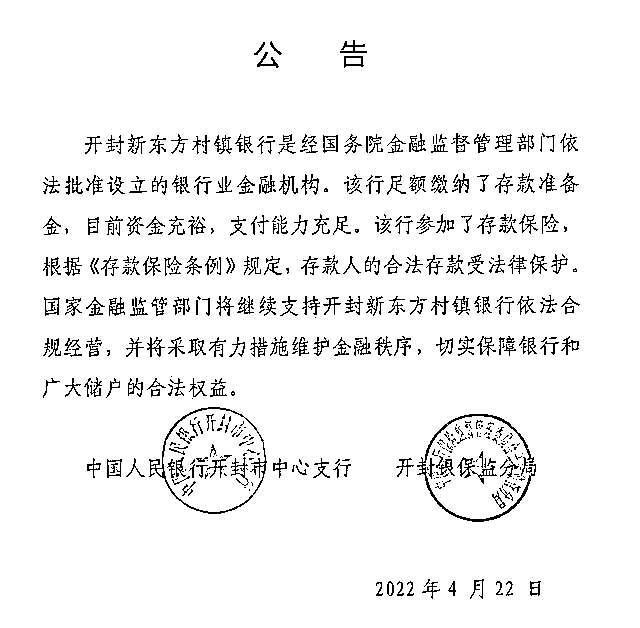 公 告
开封新东方村镇银行是经国务院金融监督管理部门依
法批准设立的银行业金融机构。该行足额缴纳了存款准备
金，目前资金充裕，支付能力充足。该行参加了存款保险，
根据《存款保险条例》规定，存款人的合法存款受法律保护。
国家金融监管部门将继续支持开封新东方村镇银行依法合
规经营，并将采取有力措施维护金融秩序，切实保障银行和
广大储户的合法权益。
中国人民银行开封市中心支行 开封银保监分局
2022 年 4 月 22 日